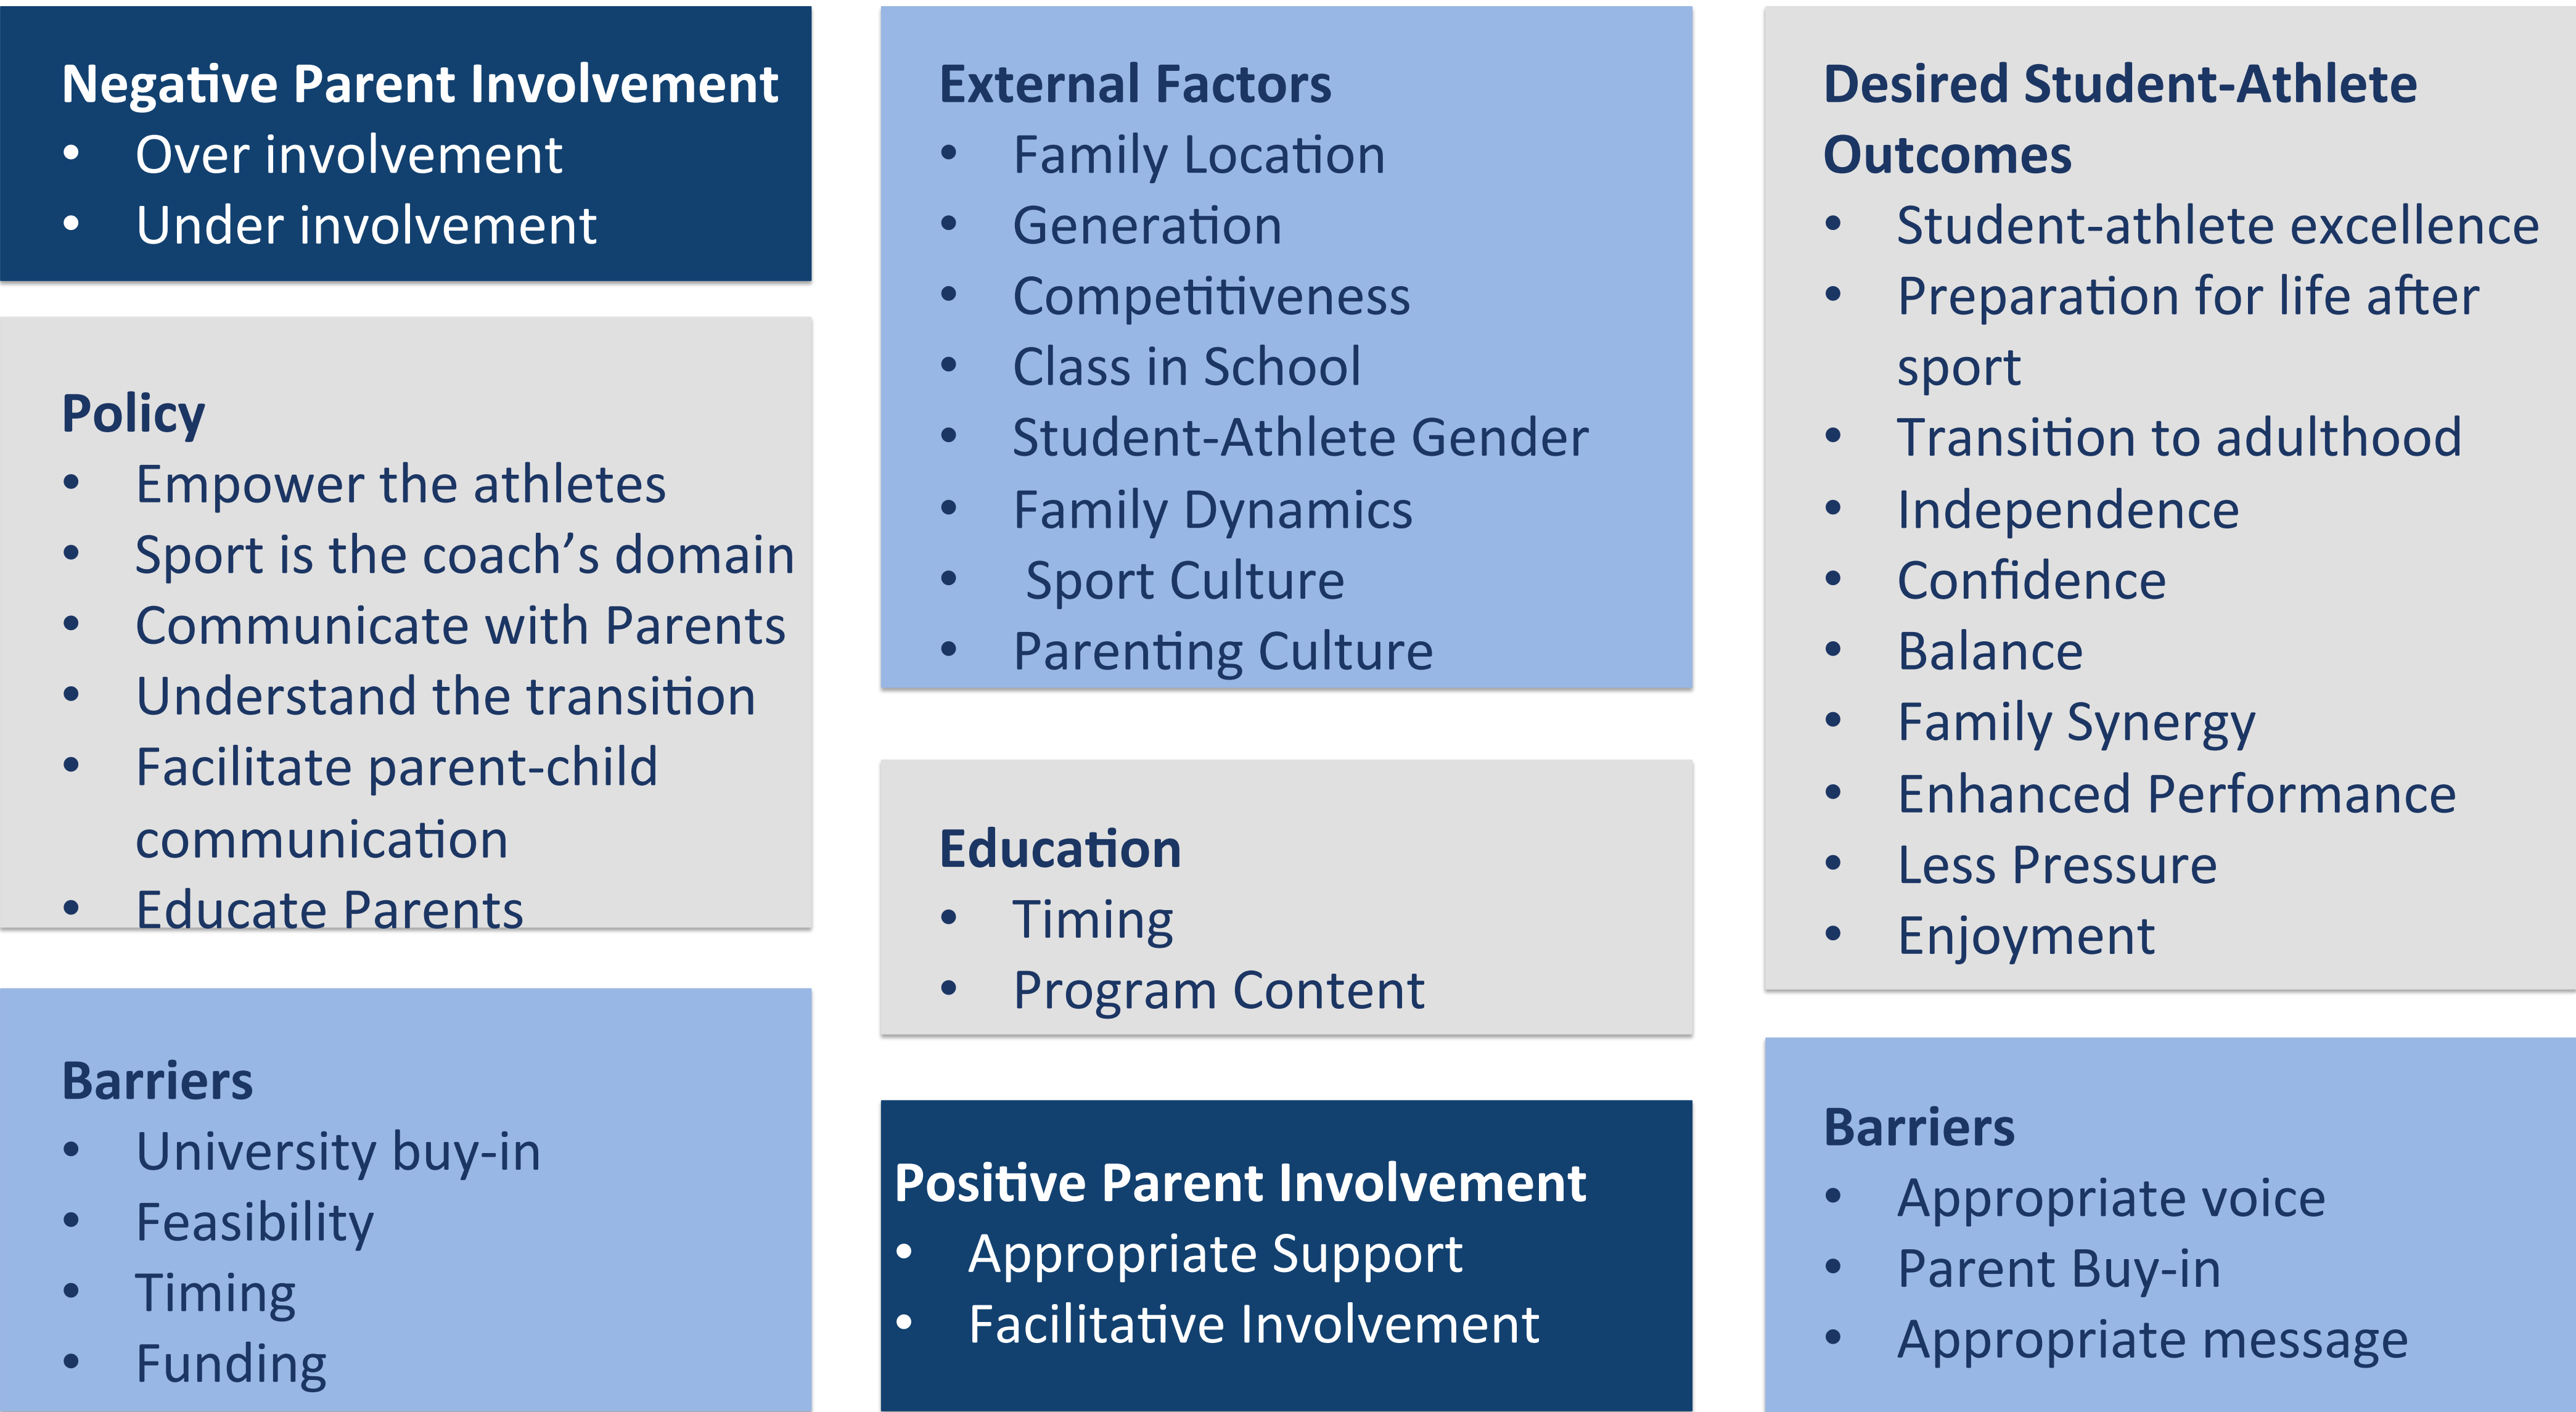 Negative Parent Involvement
• Over involvement
• Under involvement
Policy
• Empower the athletes
• Sport is the coach’s domain
• Communicate with Parents
• Understand the transition
• Facilitate parent-child
communication
• Educate Parents
Barriers
• University buy-in
• Feasibility
• Timing
• Funding
External Factors
• Family Location
• Generation
• Competitiveness
• Class in School
• Student-Athlete Gender
• Family Dynamics
• Sport Culture
• Parenting Culture
Education
• Timing
• Program Content
Positive Parent Involvement
• Appropriate Support
• Facilitative Involvement
Desired Student-Athlete
Outcomes
• Student-athlete excellence
• Preparation for life after
sport
• Transition to adulthood
• Independence
• Confidence
• Balance
• Family Synergy
• Enhanced Performance
• Less Pressure
• Enjoyment
Barriers
• Appropriate voice
• Parent Buy-in
• Appropriate message